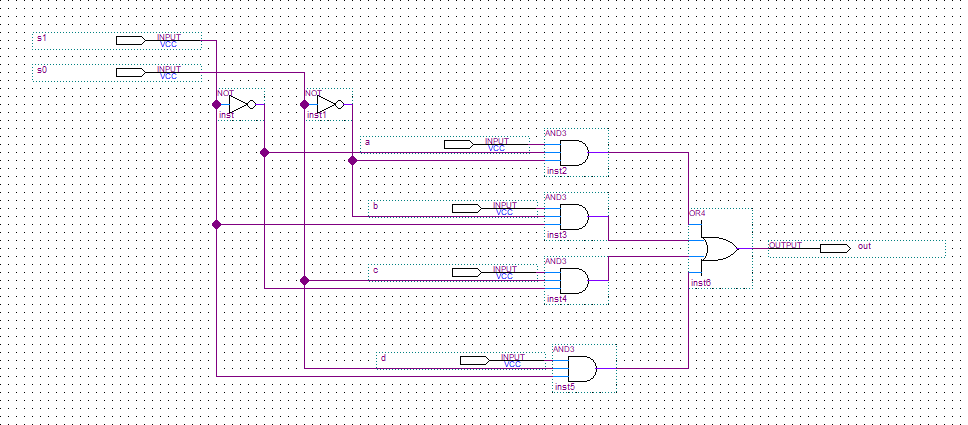 s1 INPUT
VCC
s0 INPUT
VCC
NOT NOT
inst inst1
AND3
a INPUT
VCC
inst2
AND3
b INPUT
VCC
OR4
inst3
OUTPUT out
AND3
c INPUT
VCC
inst6
inst4
AND3
d INPUT
VCC
inst5